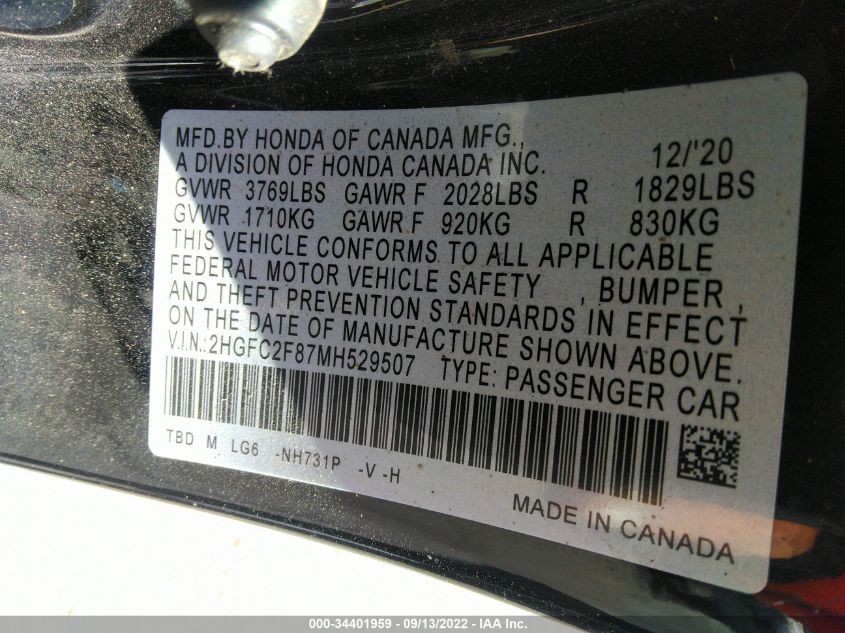 MFD.BY HONDA OF CANADA MFG.,
A DIVISION OF HONDA CANADA INC. 12/'20
GVWR 3769LBS GAWR F 2028LBS R 1829LBS
GVWR 1710KG GAWR F 920KG R 830KG
THIS VEHICLE CONFORMS TO ALL APPLICABLE
FEDERAL MOTOR VEHICLE SAFETY , BUMPER ,
AND THEFT PREVENTION STANDARDS IN EFFECT
ON THE DATE OF MANUFACTURE SHOWN ABOVE.
V.I.N.:2HGFC2F87MH529507 TYPE: PASSENGER CAR
TBD M LG6 -NH731P -V -H
MADE IN CANADA
000-34401959 - 09/13/2022 - IAA Inc.